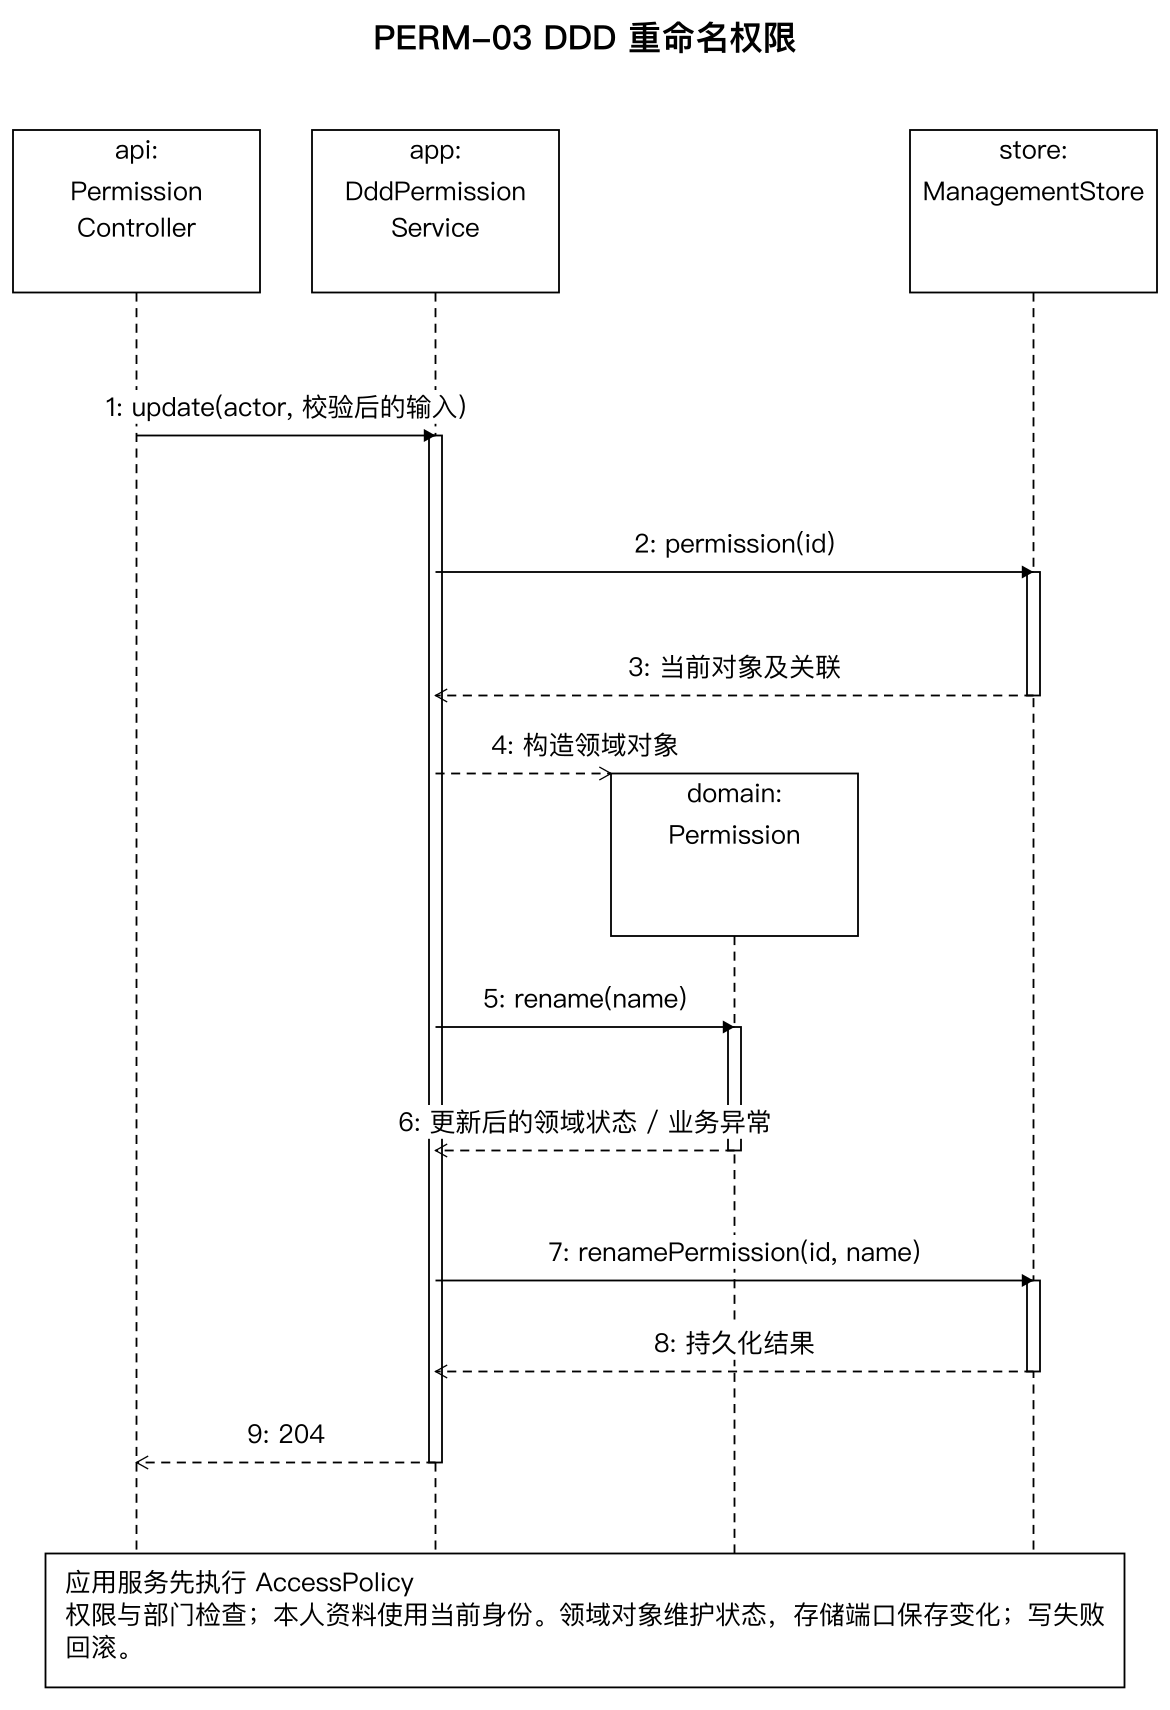 PERM-03 DDD 重命名权限
api:
Permission
Controller
app:
DddPermission
Service
store:
ManagementStore
1: update(actor, 校验后的输入)
2: permission(id)
3: 当前对象及关联
4: 构造领域对象
domain:
Permission
5: rename(name)
6: 更新后的领域状态 / 业务异常
7: renamePermission(id, name)
8: 持久化结果
9: 204
应用服务先执行 AccessPolicy
权限与部门检查；本人资料使用当前身份。领域对象维护状态，存储端口保存变化；写失败
回滚。